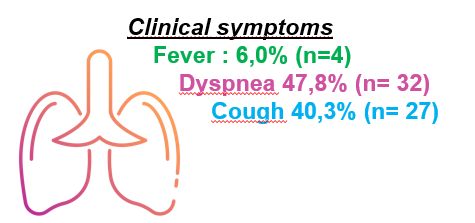 Clinical symptoms
Fever : 6,0% (n=4)
Dyspnea 47,8% (n= 32)
Cough 40,3% (n= 27)